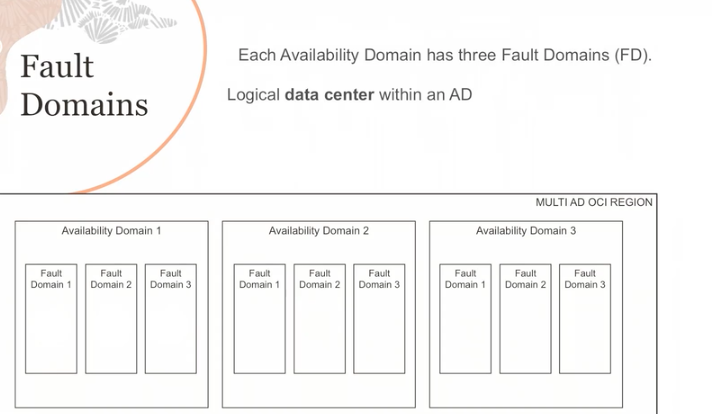 Fault
Domains
Each Availability Domain has three Fault Domains (FD).
Logical data center within an AD
MULTI AD OCI REGION
Availability Domain 1
Fault
Domain 1
Fault
Domain 2
Fault
Domain 3
Availability Domain 2
Fault
Domain 1
Fault
Domain 2
Fault
Domain 3
Availability Domain 3
Fault
Domain 1
Fault
Domain 2
Fault
Domain 3